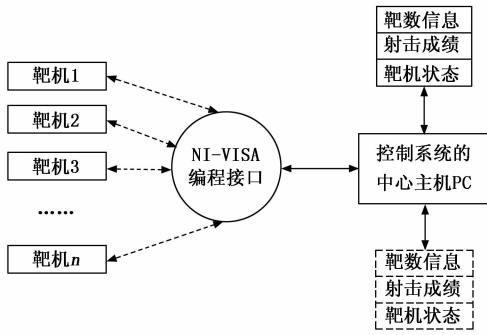 靶机1
靶机2
靶机3
……
靶机n
NI-VISA
编程接口
靶数信息
射击成绩
靶机状态
控制系统的
中心主机PC
靶数信息
射击成绩
靶机状态